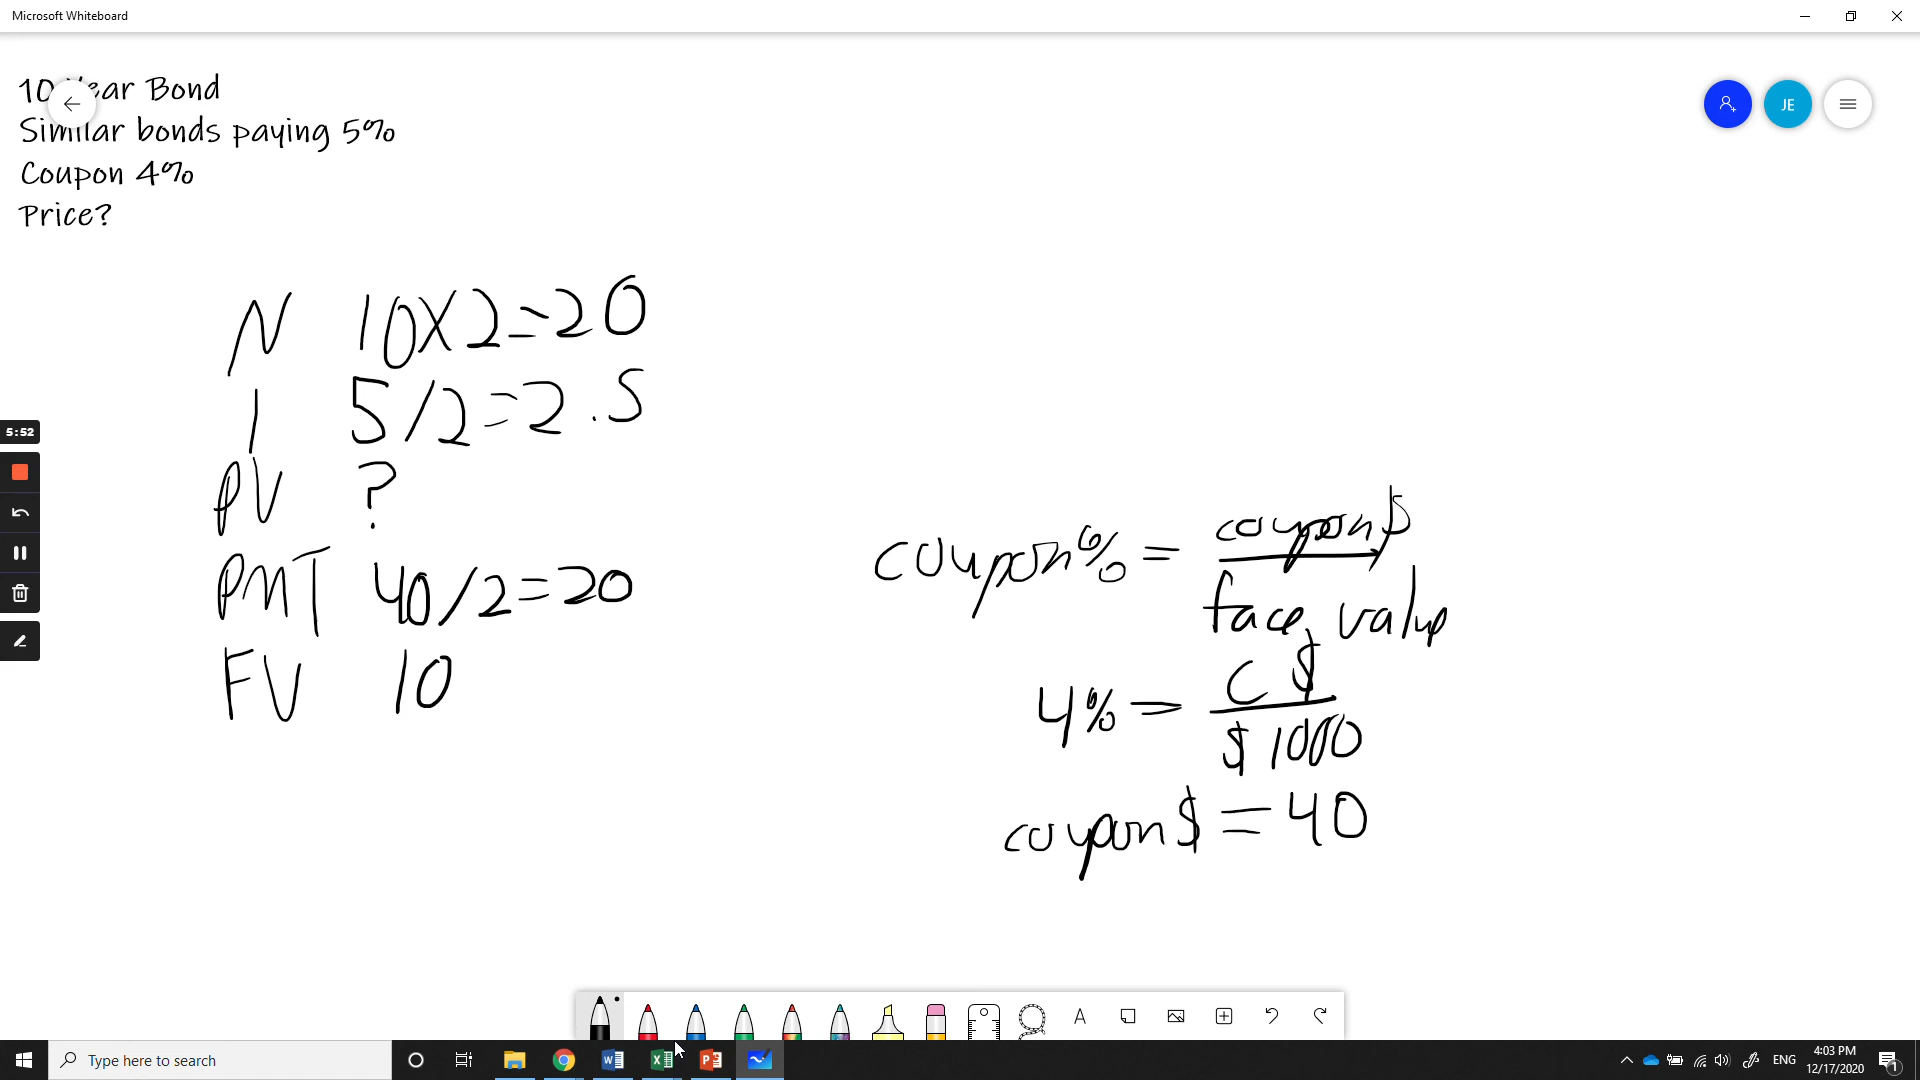 Microsoft Whiteboard
10 Year Bond
Similar bonds paying 5%
Coupon 4%
Price?
JE
N 10X2=20
I 5/2=2.5
PV ?
PMT 40/2=20
FV 10
5:52
coupon% = coupon$
face value
4% = C $
$ 1000
coupon$ = 40
A
Type here to search
ENG
4:03 PM
12/17/2020
1